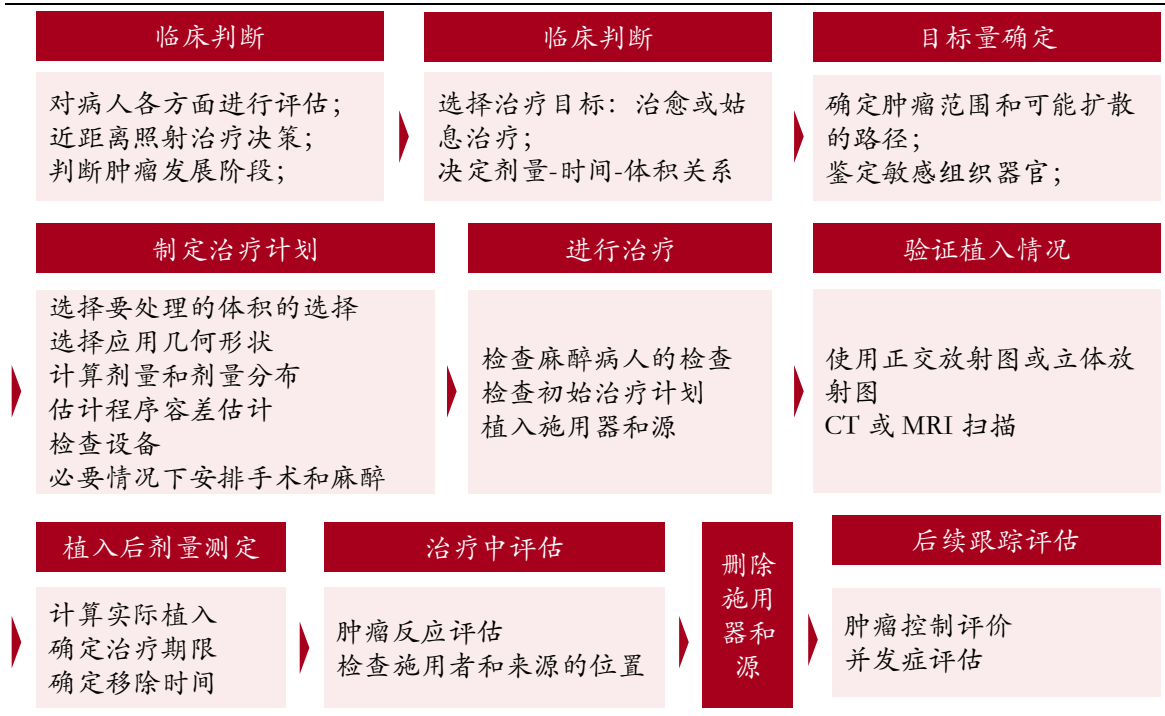 临床判断
对病人各方面进行评估；
近距离照射治疗决策；
判断肿瘤发展阶段；
临床判断
选择治疗目标：治愈或姑
息治疗；
决定剂量-时间-体积关系
目标量确定
确定肿瘤范围和可能扩散
的路径；
鉴定敏感组织器官；
制定治疗计划
选择要处理的体积的选择
选择应用几何形状
计算剂量和剂量分布
估计程序容差估计
检查设备
必要情况下安排手术和麻醉
进行治疗
检查麻醉病人的检查
检查初始治疗计划
植入施用器和源
验证植入情况
使用正交放射图或立体放
射图
CT 或 MRI 扫描
植入后剂量测定
计算实际植入
确定治疗期限
确定移除时间
治疗中评估
肿瘤反应评估
检查施用者和来源的位置
删除
施用
器和
源
后续跟踪评估
肿瘤控制评价
并发症评估